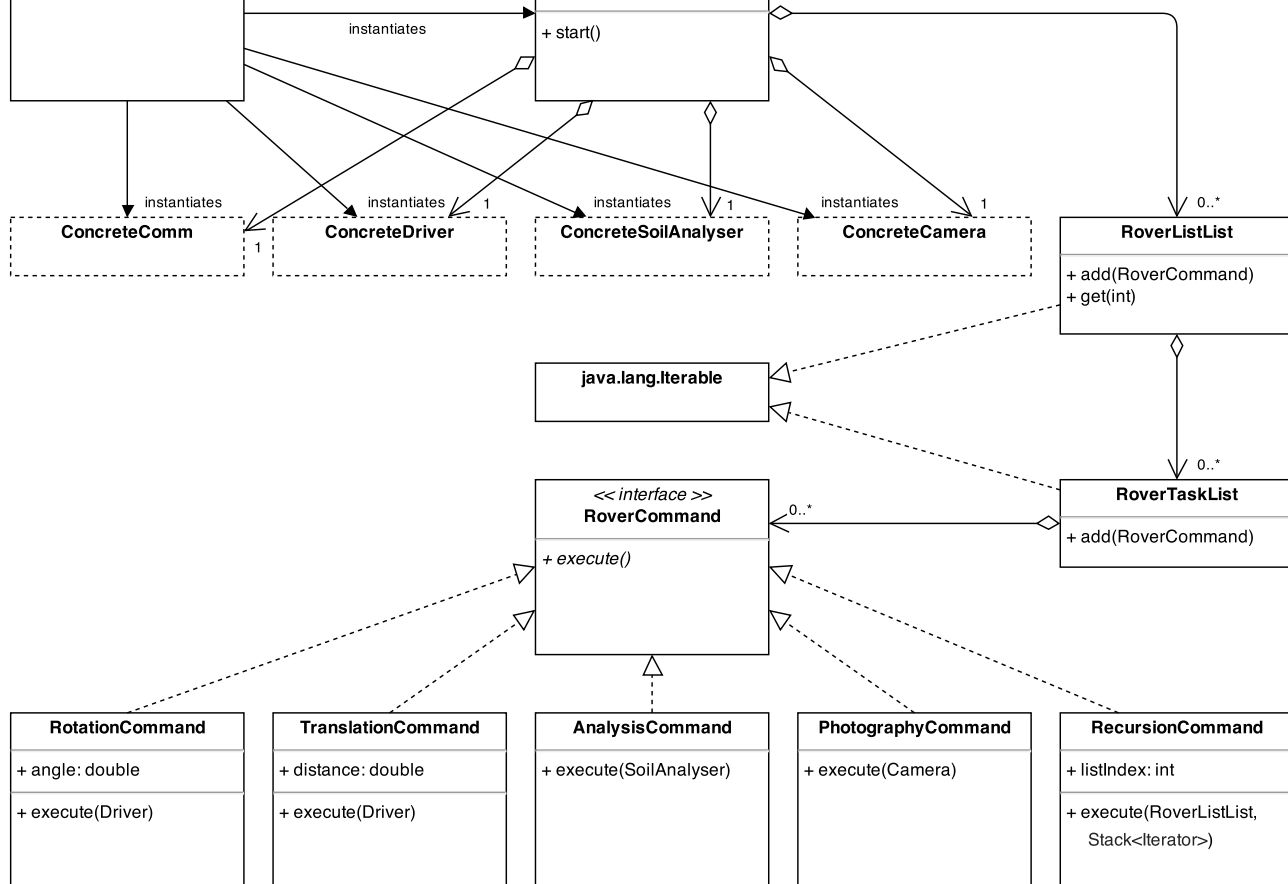 instantiates
+ start()
instantiates
instantiates
1
instantiates
1
instantiates
1
0..*
1
ConcreteComm
ConcreteDriver
ConcreteSoilAnalyser
ConcreteCamera
RoverListList
+ add(RoverCommand)
+ get(int)
java.lang.Iterable
0..*
<< interface >>
RoverCommand
+ execute()
0..*
RoverTaskList
+ add(RoverCommand)
RotationCommand
+ angle: double
+ execute(Driver)
TranslationCommand
+ distance: double
+ execute(Driver)
AnalysisCommand
+ execute(SoilAnalyser)
PhotographyCommand
+ execute(Camera)
RecursionCommand
+ listIndex: int
+ execute(RoverListList,
Stack<Iterator>)